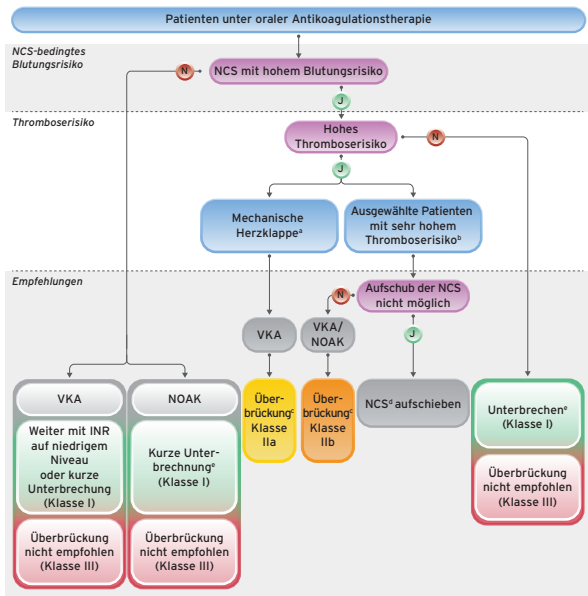 Patienten unter oraler Antikoagulationstherapie
NCS-bedingtes
Blutungsrisiko
N
NCS mit hohem Blutungsrisiko
J
Thromboserisiko
Hohes
Thromboserisiko
N
J
Mechanische
Herzklappeᵃ
Ausgewählte Patienten
mit sehr hohem
Thromboserisikoᵇ
Empfehlungen
Aufschub der NCS
nicht möglich
N
J
VKA
VKA/
NOAK
VKA
Weiter mit INR
auf niedrigem
Niveau
oder kurze
Unterbrechung
(Klasse I)
Überbrückung
nicht empfohlen
(Klasse III)
NOAK
Kurze Unter-
brechnungᵉ
(Klasse I)
Überbrückung
nicht empfohlen
(Klasse III)
Über-
brückungᶜ
Klasse
IIa
Über-
brückungᶜ
Klasse
IIb
NCSᵈ aufschieben
Unterbrechenᵉ
(Klasse I)
Überbrückung
nicht empfohlen
(Klasse III)